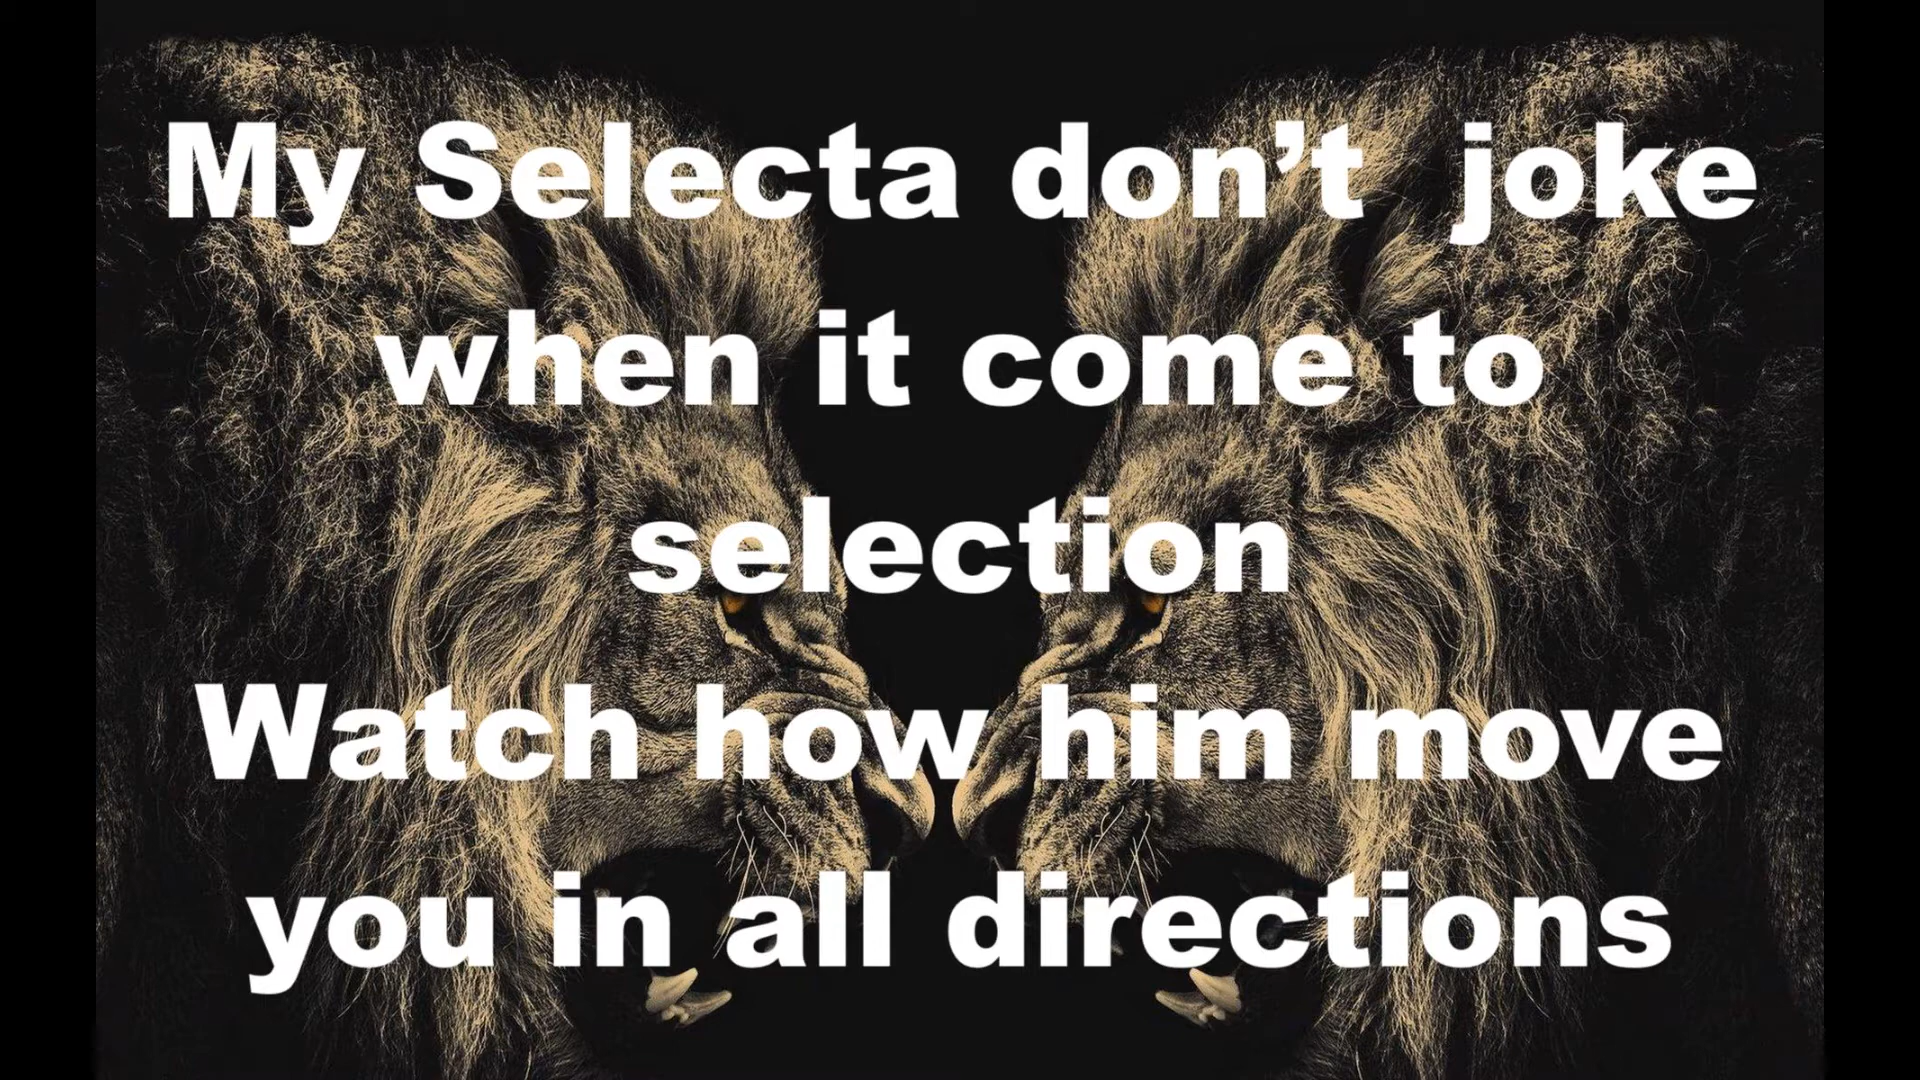 My Selecta don’t  joke
when it come to
selection
Watch how him move
you in all directions